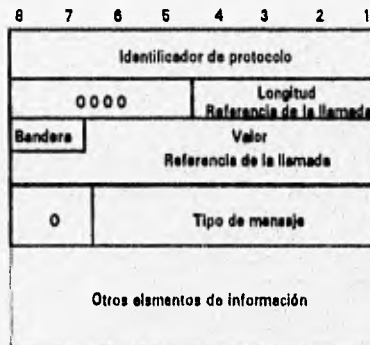 8 7 6 5 4 3 2 1
Identificador de protocolo
0000 Longitud
Referencia de la llamada
Bandera Valor
Referencia de la llamada
0 Tipo de mensaje
Otros elsmentos de información